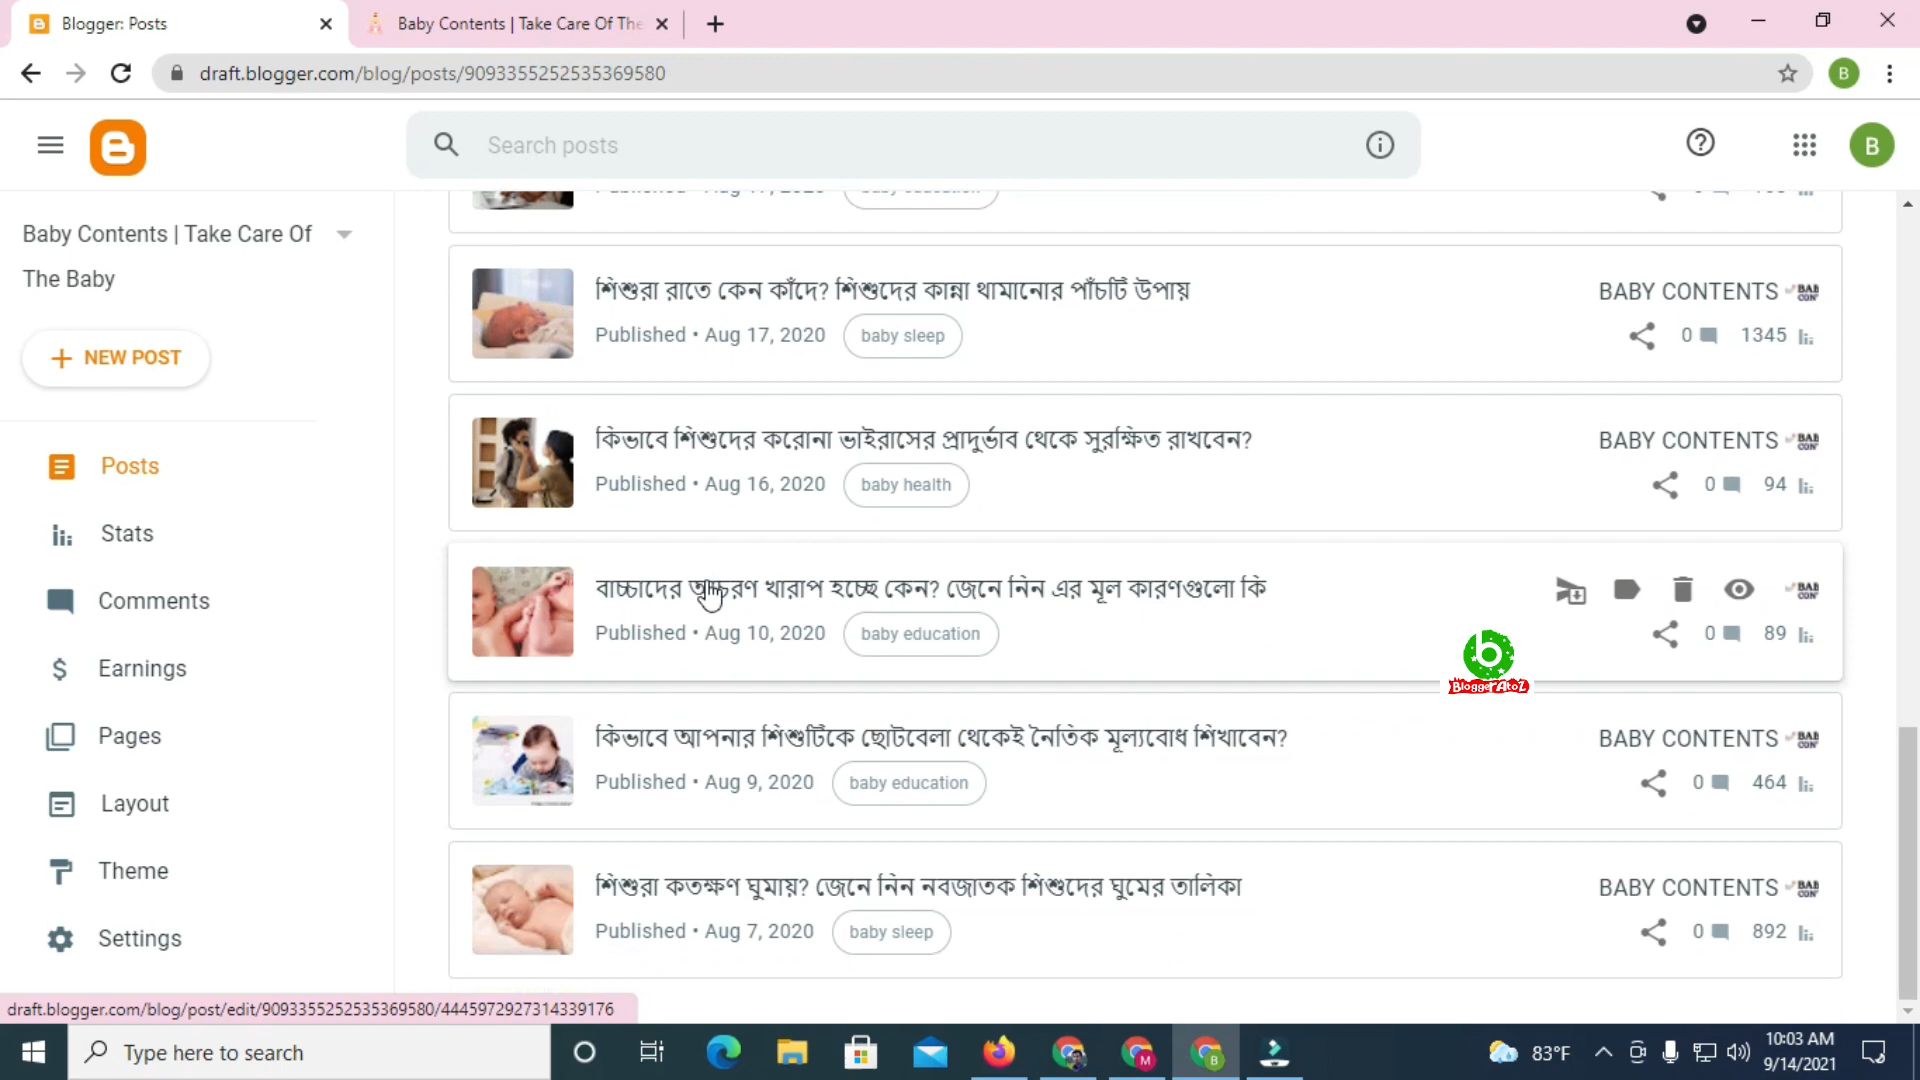 Blogger: Posts
Baby Contents | Take Care Of The
draft.blogger.com/blog/posts/9093355252535369580
B
Search posts
B
Baby Contents | Take Care Of The Baby
NEW POST
Posts
Stats
Comments
Earnings
Pages
Layout
Theme
Settings
শিশুরা রাতে কেন কাঁদে? শিশুদের কান্না থামানোর পাঁচটি উপায়
BABY CONTENTS
Published • Aug 17, 2020 baby sleep
0 1345
কিভাবে শিশুদের করোনা ভাইরাসের প্রাদুর্ভাব থেকে সুরক্ষিত রাখবেন?
BABY CONTENTS
Published • Aug 16, 2020 baby health
0 94
বাচ্চাদের আচরণ খারাপ হচ্ছে কেন? জেনে নিন এর মূল কারণগুলো কি
Published • Aug 10, 2020 baby education
0 89
b
BloggerAtoZ
কিভাবে আপনার শিশুটিকে ছোটবেলা থেকেই নৈতিক মূল্যবোধ শিখাবেন?
BABY CONTENTS
Published • Aug 9, 2020 baby education
0 464
শিশুরা কতক্ষণ ঘুমায়? জেনে নিন নবজাতক শিশুদের ঘুমের তালিকা
BABY CONTENTS
Published • Aug 7, 2020 baby sleep
0 892
draft.blogger.com/blog/post/edit/9093355252535369580/4445972927314339176
Type here to search
83°F
10:03 AM
9/14/2021